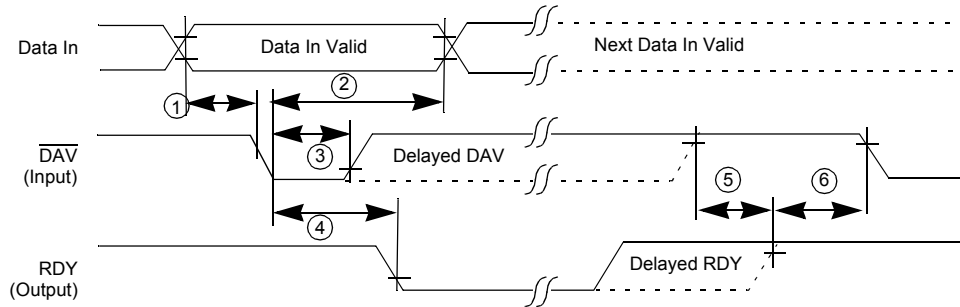 Data In
Data In Valid
Next Data In Valid
1
2
3
DAV
(Input)
Delayed DAV
5
6
4
RDY
(Output)
Delayed RDY